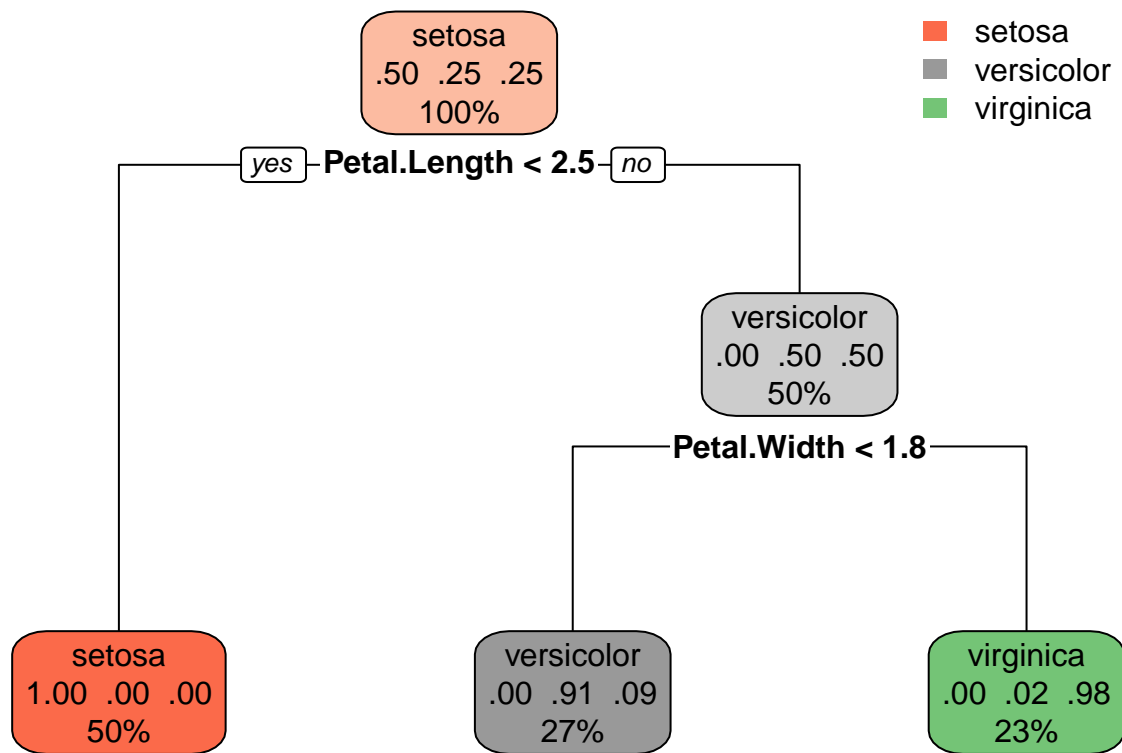 setosa
.50 .25 .25
100%
setosa
versicolor
virginica
yes Petal.Length < 2.5 no
versicolor
.00 .50 .50
50%
Petal.Width < 1.8
setosa
1.00 .00 .00
50%
versicolor
.00 .91 .09
27%
virginica
.00 .02 .98
23%